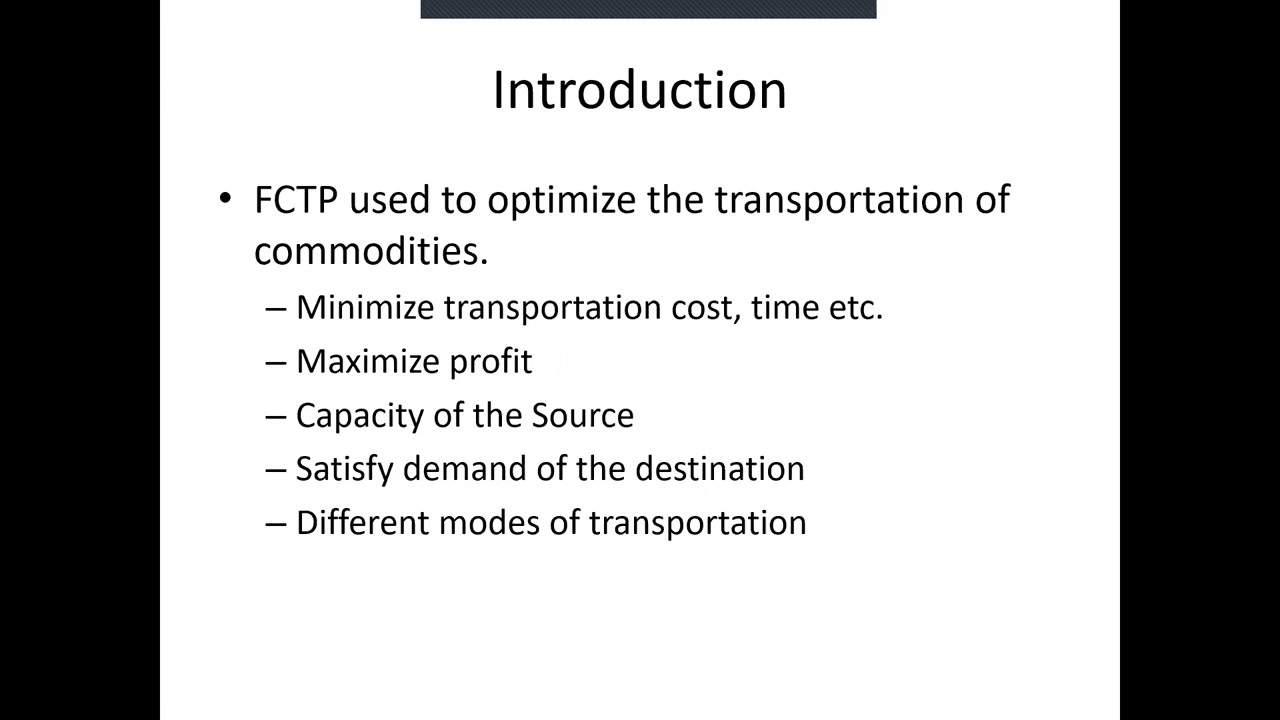 Introduction
• FCTP used to optimize the transportation of
commodities.
– Minimize transportation cost, time etc.
– Maximize profit
– Capacity of the Source
– Satisfy demand of the destination
– Different modes of transportation